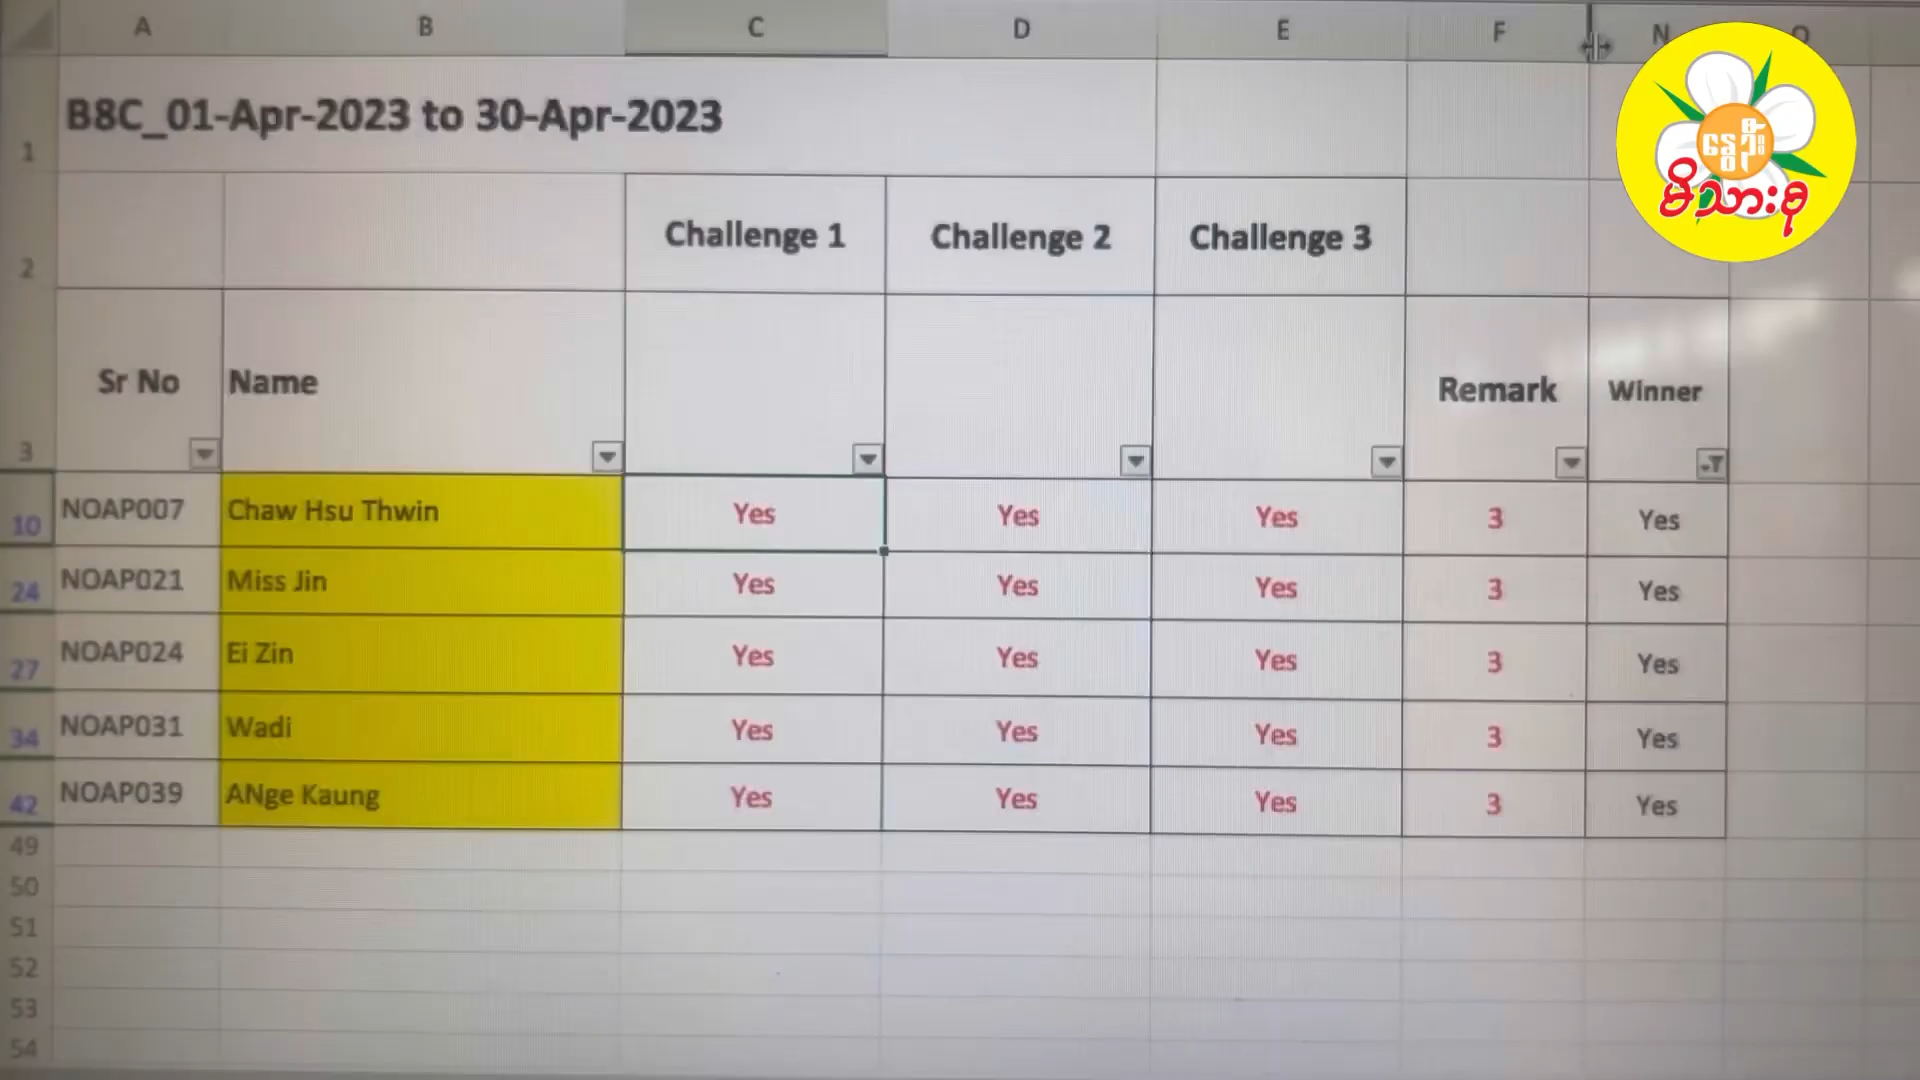 A B C D E F N O
1 B8C_01-Apr-2023 to 30-Apr-2023
2 Challenge 1 Challenge 2 Challenge 3
3 Sr No Name Remark Winner
10 NOAP007 Chaw Hsu Thwin Yes Yes Yes 3 Yes
24 NOAP021 Miss Jin Yes Yes Yes 3 Yes
27 NOAP024 Ei Zin Yes Yes Yes 3 Yes
34 NOAP031 Wadi Yes Yes Yes 3 Yes
42 NOAP039 ANge Kaung Yes Yes Yes 3 Yes
49
50
51
52
53
54
မိသားစု